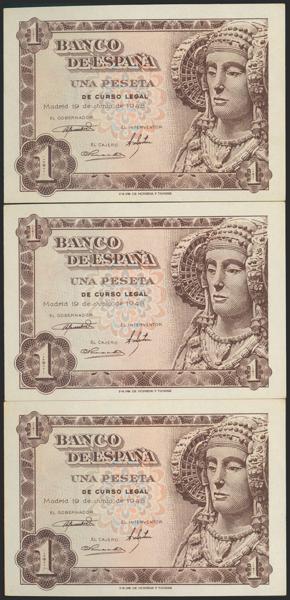 1
BANCO
DE ESPAÑA
UNA PESETA
DE CURSO LEGAL
Madrid 19 de Junio de 1948
EL GOBERNADOR
EL INTERVENTOR
EL CAJERO
1
1
1
BANCO
DE ESPAÑA
UNA PESETA
DE CURSO LEGAL
Madrid 19 de Junio de 1948
EL GOBERNADOR
EL INTERVENTOR
EL CAJERO
1
1
1
BANCO
DE ESPAÑA
UNA PESETA
DE CURSO LEGAL
Madrid 19 de Junio de 1948
EL GOBERNADOR
EL INTERVENTOR
EL CAJERO
1
1